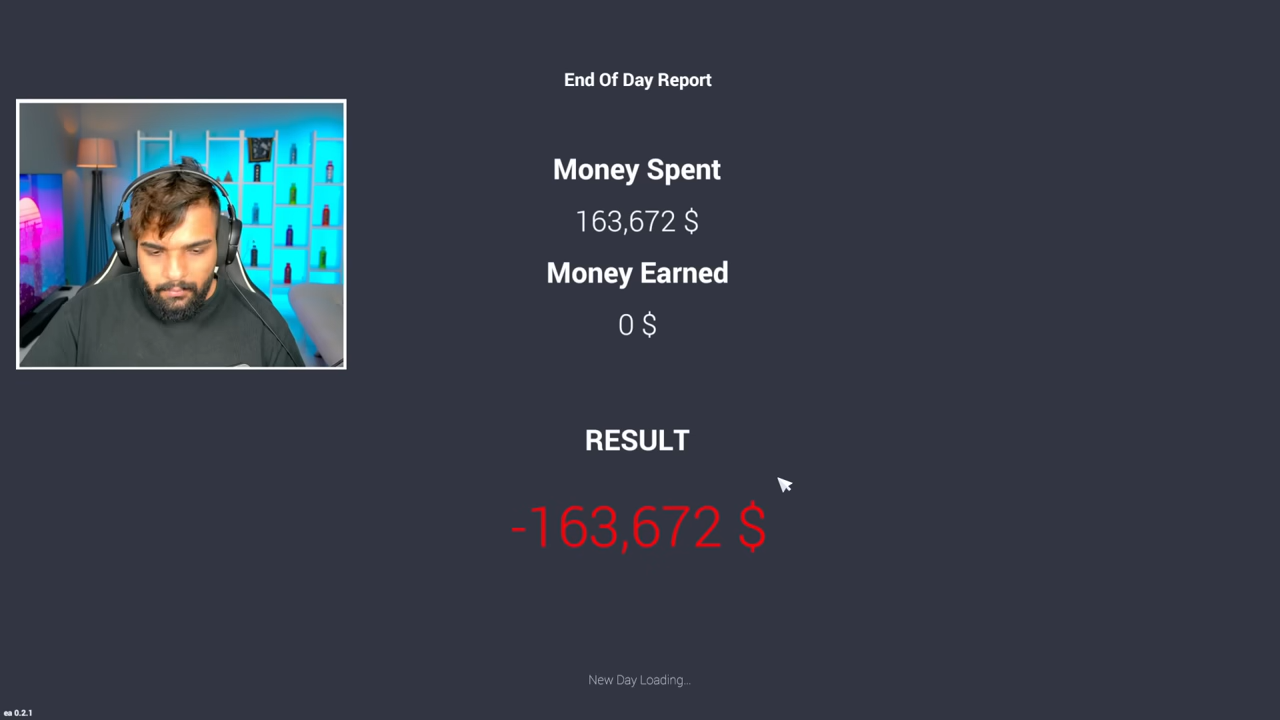 End Of Day Report
Money Spent
163,672 $
Money Earned
0 $
RESULT
-163,672 $
New Day Loading...
ea 0.2.1